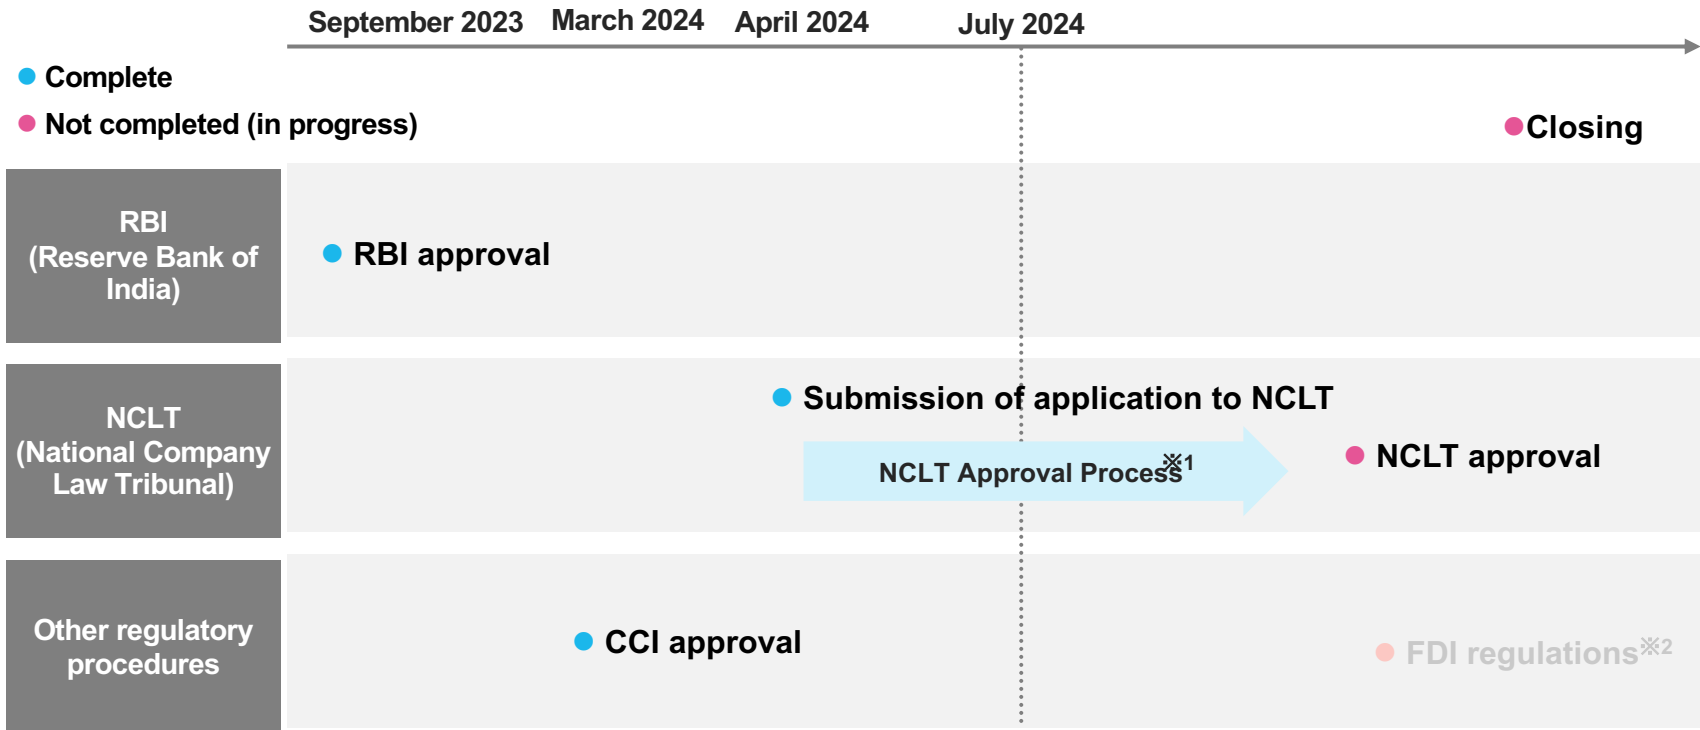 September 2023 March 2024 April 2024 July 2024
Complete
Not completed (in progress)
Closing
RBI
(Reserve Bank of
India)
RBI approval
NCLT
(National Company
Law Tribunal)
Submission of application to NCLT
NCLT Approval Process※1
NCLT approval
Other regulatory
procedures
CCI approval
FDI regulations※2